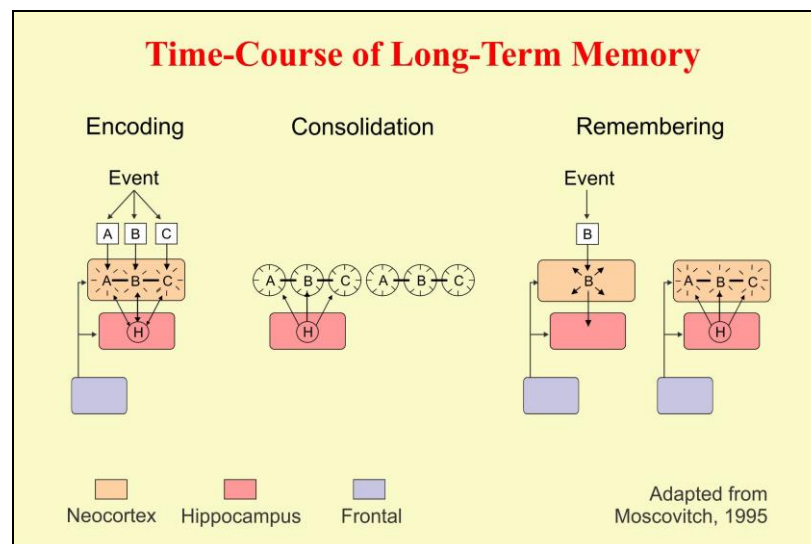 Time-Course of Long-Term Memory
Encoding Consolidation Remembering
Event Event
A B C B
A B C A B C A B C B A B C
H H H
Neocortex Hippocampus Frontal
Adapted from
Moscovitch, 1995